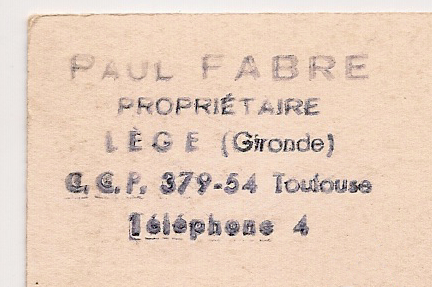 PAUL FABRE
PROPRIÉTAIRE
LÈGE (Gironde)
C. C. P. 379-54 Toulouse
Téléphone 4